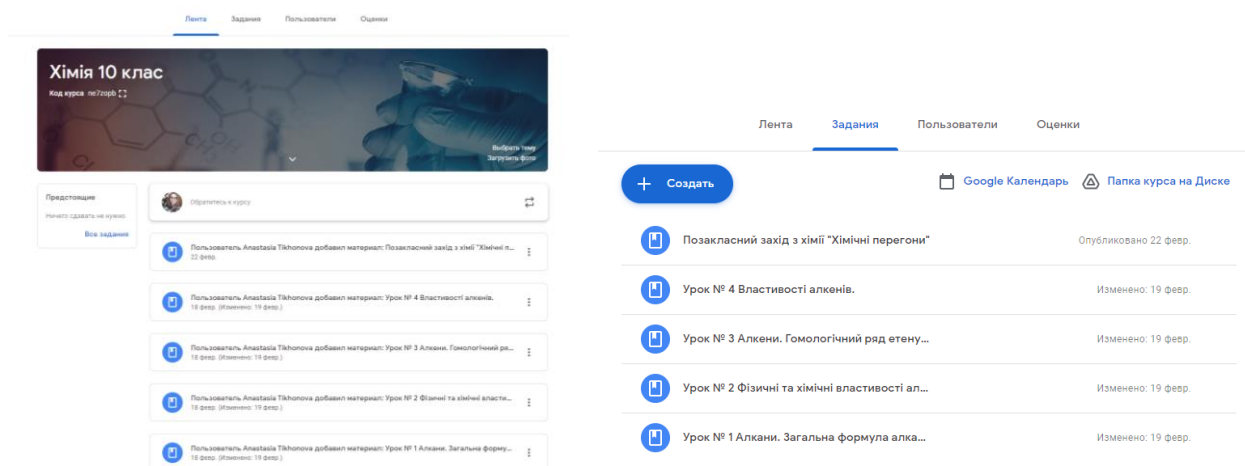 Лента Задания Пользователи Оценки
Хімія 10 клас
Код курса ne7zopb
Выбрать тему
Загрузить фото
Предстоящие
Ничего сдавать не нужно
Все задания
Обратитесь к курсу
Пользователь Anastasia Tikhonova добавил материал: Позакласний захід з хімії "Хімічні п...
22 февр.
Пользователь Anastasia Tikhonova добавил материал: Урок № 4 Властивості алкенів.
18 февр. (Изменено: 19 февр.)
Пользователь Anastasia Tikhonova добавил материал: Урок № 3 Алкени. Гомологічний ря...
18 февр. (Изменено: 19 февр.)
Пользователь Anastasia Tikhonova добавил материал: Урок № 2 Фізичні та хімічні власти...
18 февр. (Изменено: 19 февр.)
Пользователь Anastasia Tikhonova добавил материал: Урок № 1 Алкани. Загальна форму...
18 февр. (Изменено: 19 февр.)
Лента Задания Пользователи Оценки
Создать Google Календарь Папка курса на Диске
Позакласний захід з хімії "Хімічні перегони" Опубликовано 22 февр.
Урок № 4 Властивості алкенів. Изменено: 19 февр.
Урок № 3 Алкени. Гомологічний ряд етену... Изменено: 19 февр.
Урок № 2 Фізичні та хімічні властивості ал... Изменено: 19 февр.
Урок № 1 Алкани. Загальна формула алка... Изменено: 19 февр.